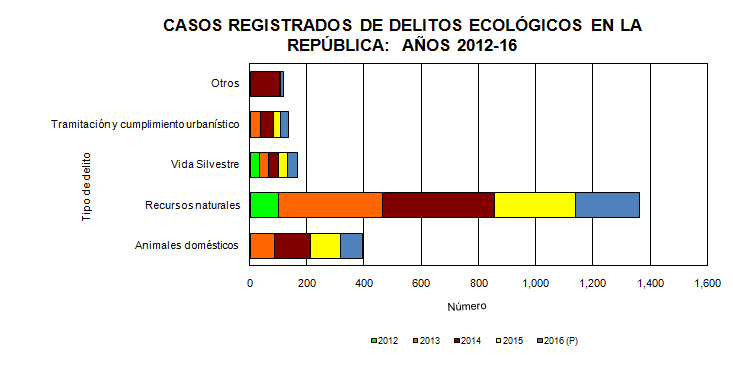 CASOS REGISTRADOS DE DELITOS ECOLÓGICOS EN LA
REPÚBLICA: AÑOS 2012-16
Otros
Tramitación y cumplimiento urbanístico
Vida Silvestre
Recursos naturales
Animales domésticos
Tipo de delito
0 200 400 600 800 1,000 1,200 1,400 1,600
Número
2012 2013 2014 2015 2016 (P)